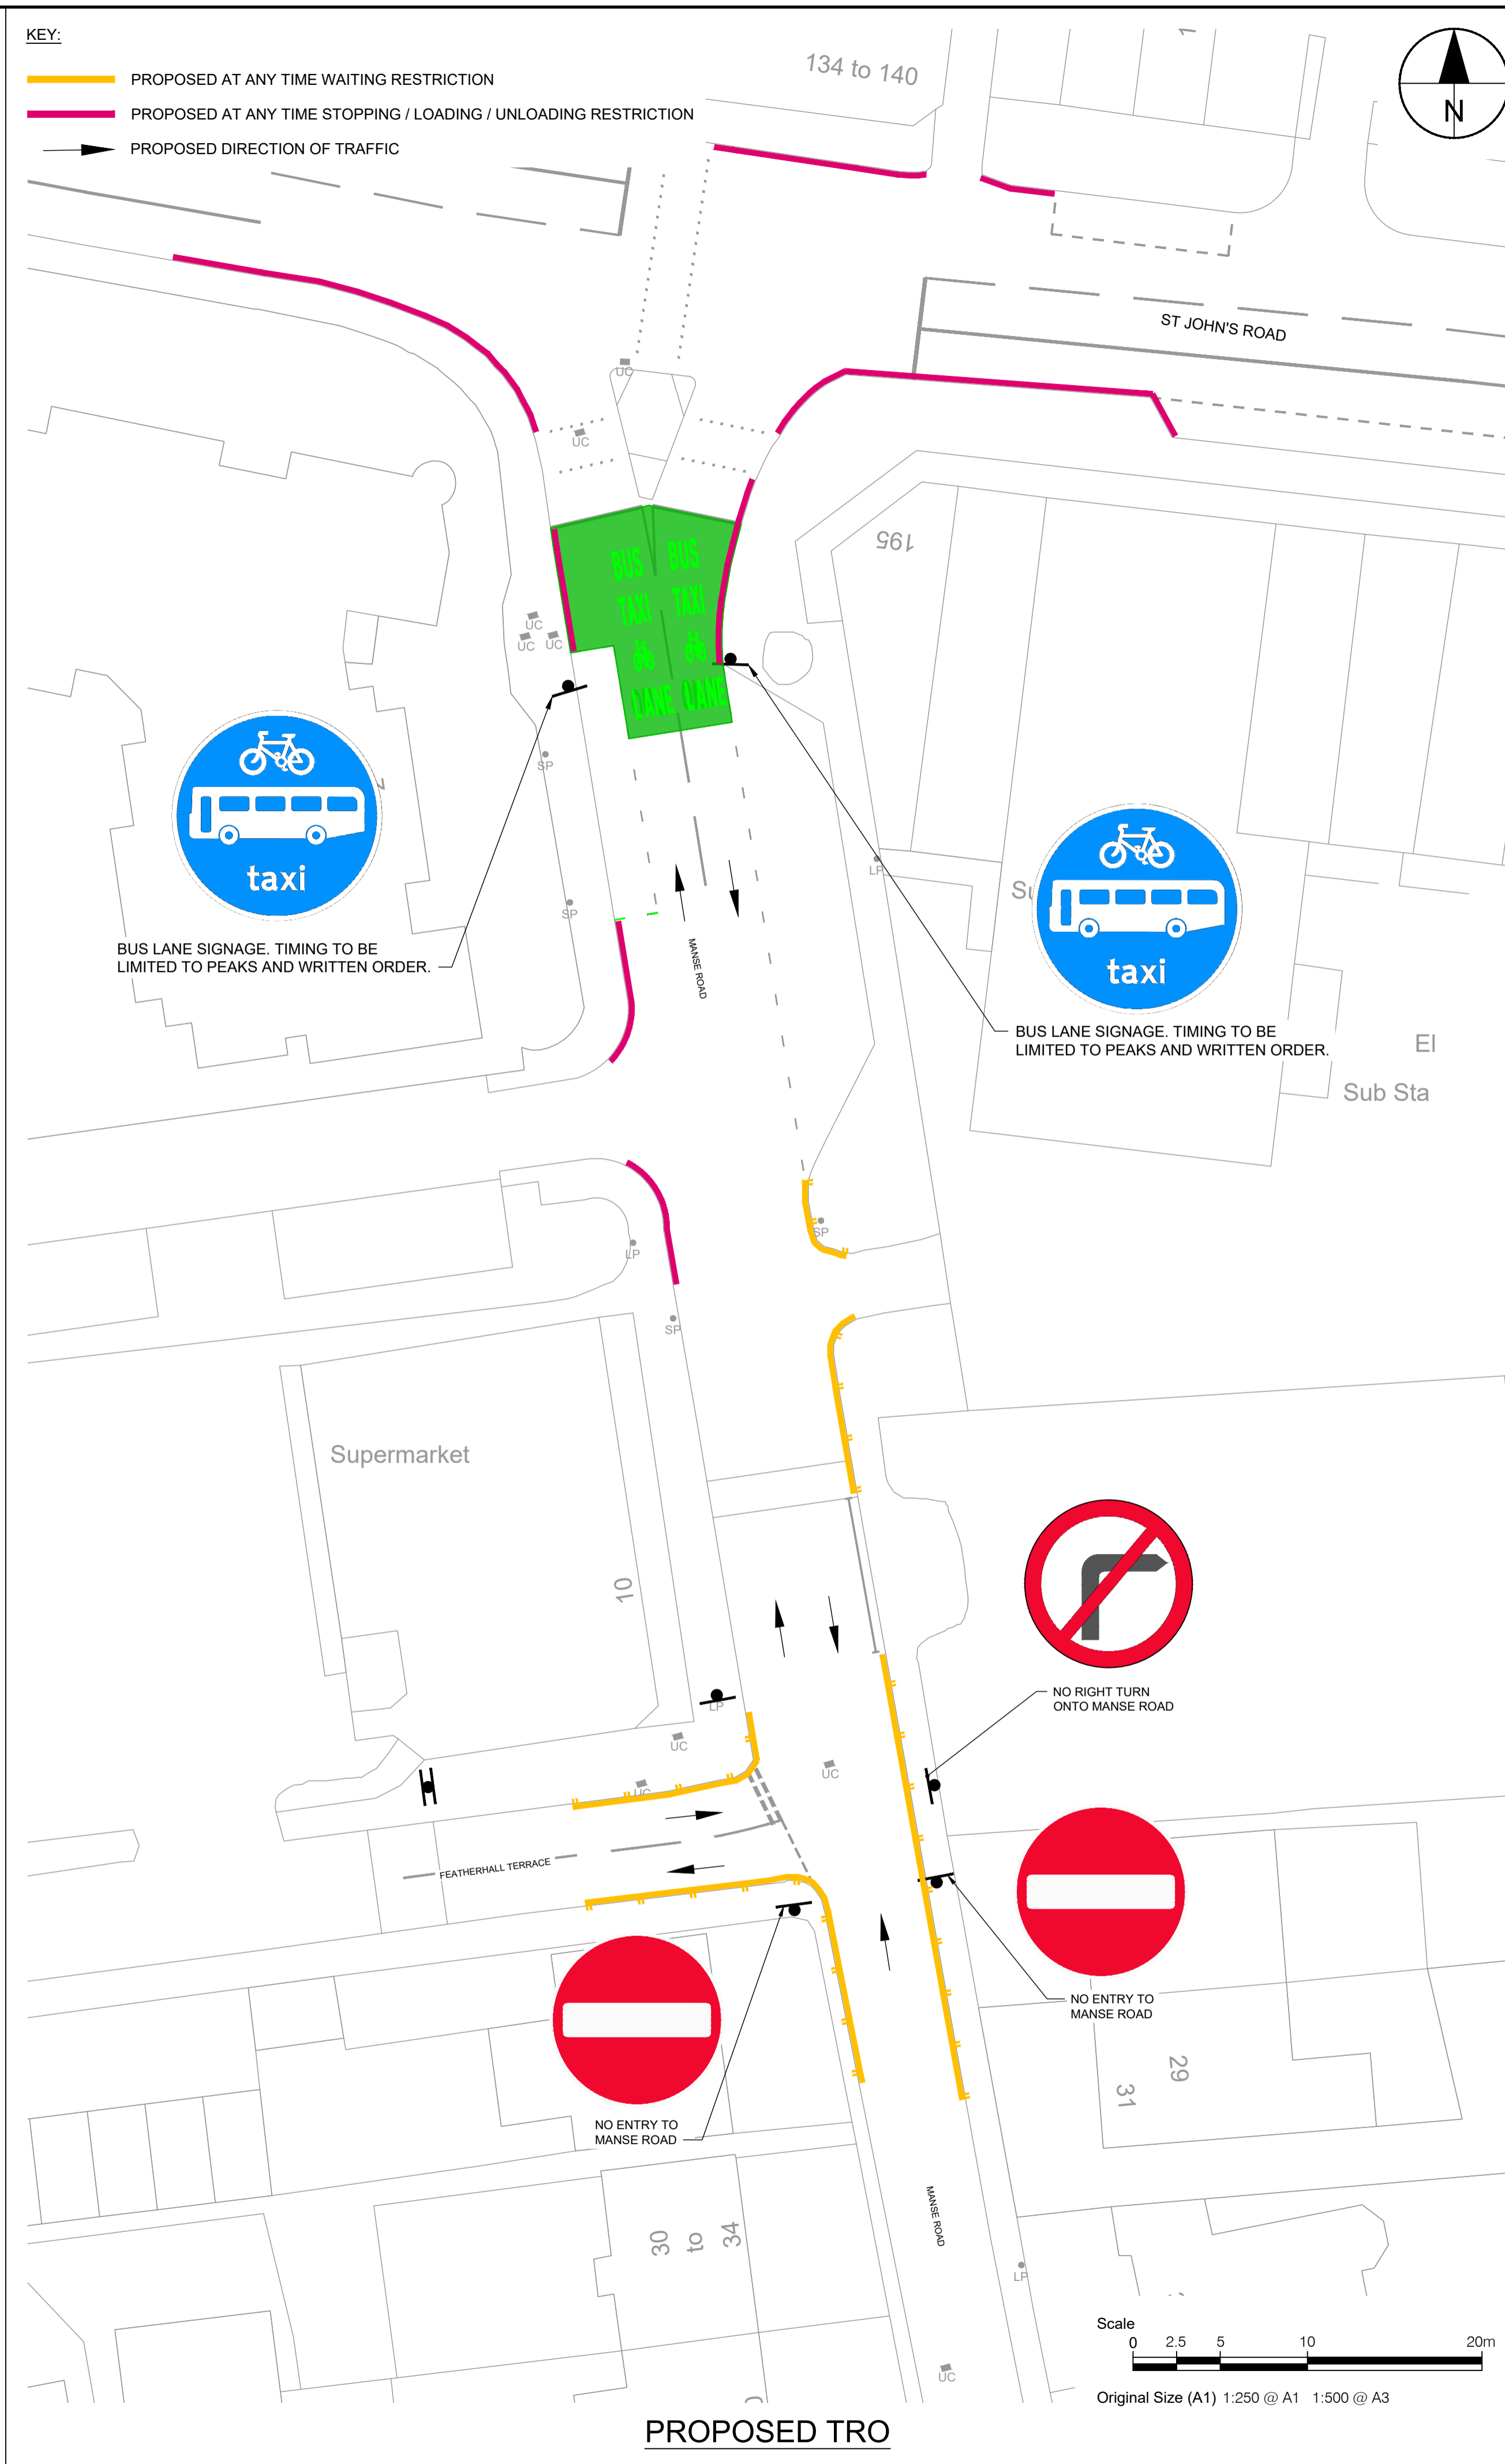 KEY:
PROPOSED AT ANY TIME WAITING RESTRICTION
PROPOSED AT ANY TIME STOPPING / LOADING / UNLOADING RESTRICTION
PROPOSED DIRECTION OF TRAFFIC
134 to 140
1
N
ST JOHN'S ROAD
UC
UC
195
BUS BUS
TAXI TAXI
LANE LANE
UC
UC UC
SP
taxi
SP
BUS LANE SIGNAGE. TIMING TO BE
LIMITED TO PEAKS AND WRITTEN ORDER.
MANSE ROAD
LP
taxi
BUS LANE SIGNAGE. TIMING TO BE
LIMITED TO PEAKS AND WRITTEN ORDER.
El
Sub Sta
SP
LP
SP
Supermarket
10
NO RIGHT TURN
ONTO MANSE ROAD
LP
UC
UC
UC
FEATHERHALL TERRACE
NO ENTRY TO
MANSE ROAD
NO ENTRY TO
MANSE ROAD
29
31
30
to
34
MANSE ROAD
LP
UC
Scale
0 2.5 5 10 20m
Original Size (A1) 1:250 @ A1 1:500 @ A3
PROPOSED TRO